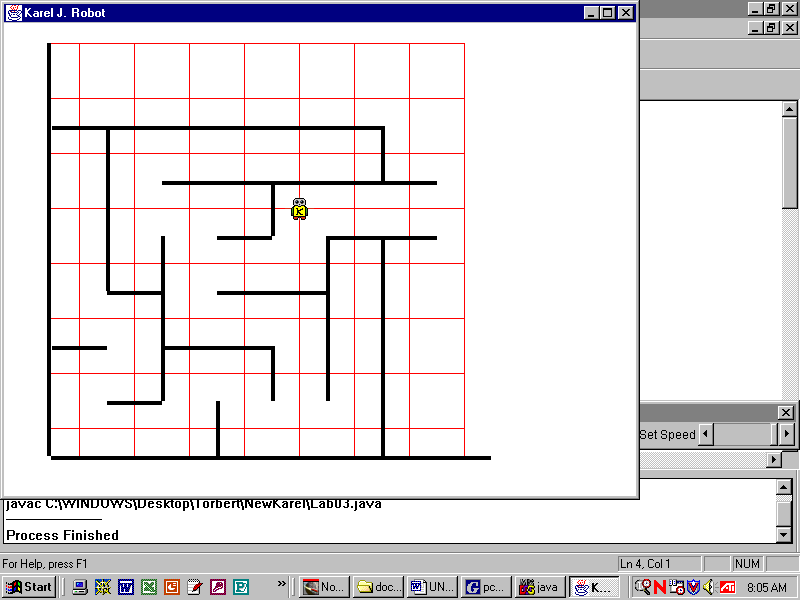 Karel J. Robot
K
Set Speed
javac C:\WINDOWS\Desktop\Torbert\NewKarel\Lab03.java
Process Finished
For Help, press F1
Ln 4, Col 1
NUM
Start
»
No...
doc...
UN...
pc...
java
K...
8:05 AM